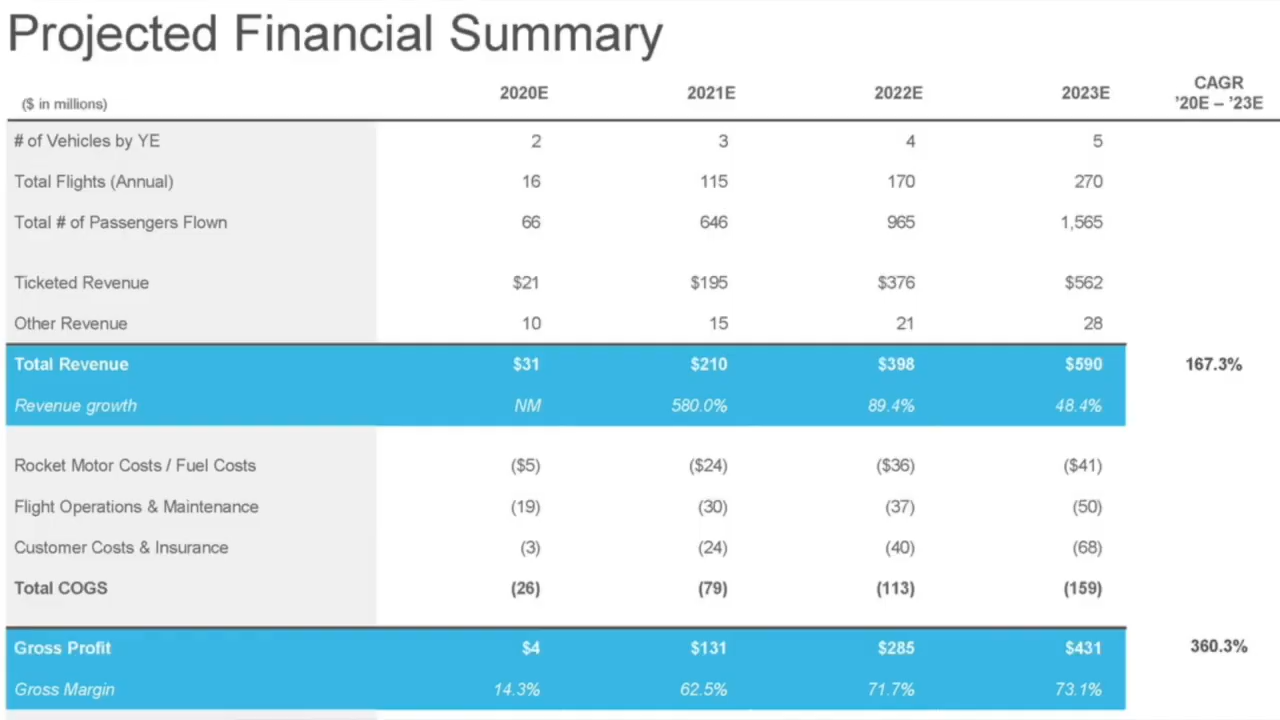 Projected Financial Summary
($ in millions) 2020E 2021E 2022E 2023E CAGR '20E – '23E
# of Vehicles by YE 2 3 4 5
Total Flights (Annual) 16 115 170 270
Total # of Passengers Flown 66 646 965 1,565
Ticketed Revenue $21 $195 $376 $562
Other Revenue 10 15 21 28
Total Revenue $31 $210 $398 $590 167.3%
Revenue growth NM 580.0% 89.4% 48.4%
Rocket Motor Costs / Fuel Costs ($5) ($24) ($36) ($41)
Flight Operations & Maintenance (19) (30) (37) (50)
Customer Costs & Insurance (3) (24) (40) (68)
Total COGS (26) (79) (113) (159)
Gross Profit $4 $131 $285 $431 360.3%
Gross Margin 14.3% 62.5% 71.7% 73.1%